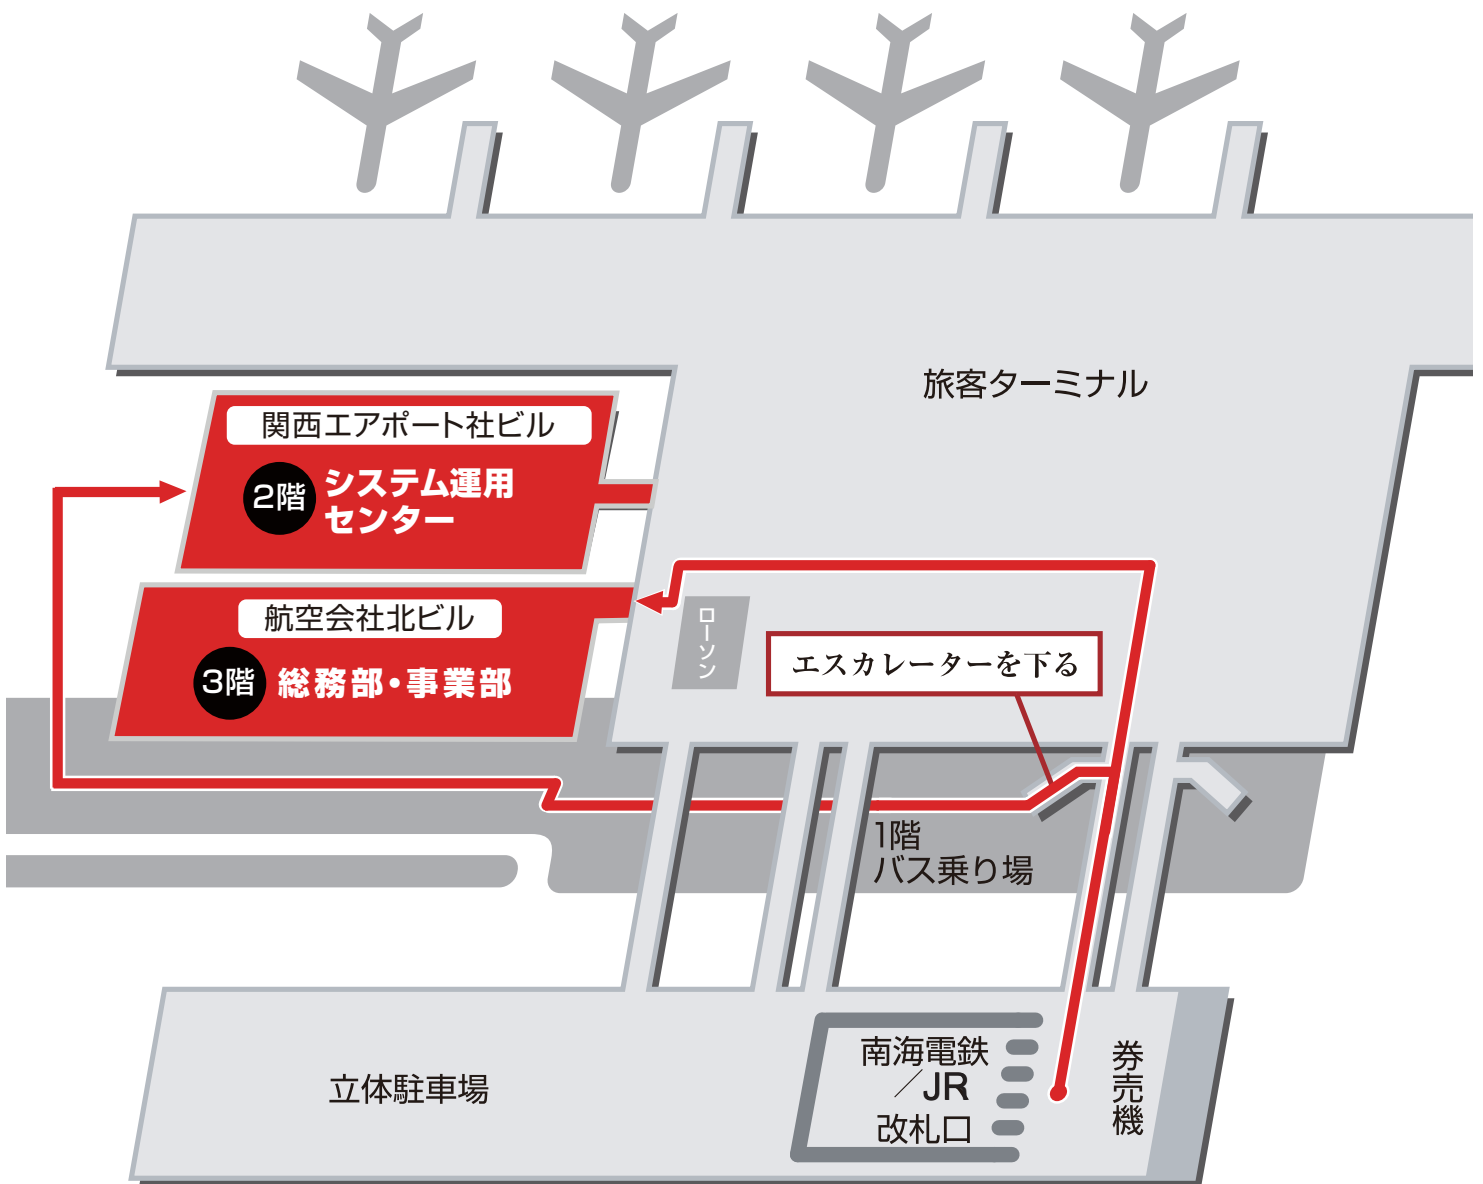 旅客ターミナル
関西エアポート社ビル
2階
システム運用
センター
航空会社北ビル
3階
総務部・事業部
ローソン
エスカレーターを下る
1階
バス乗り場
立体駐車場
南海電鉄
／JR
改札口
券売機